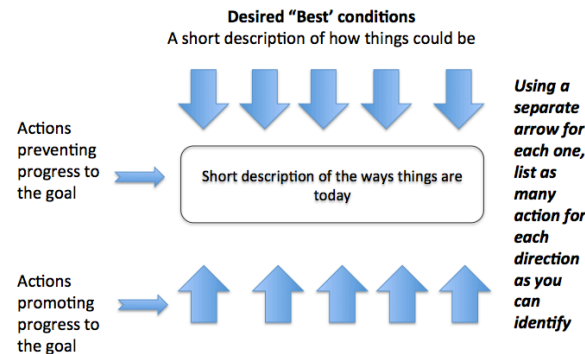 Desired “Best’ conditions
A short description of how things could be
Actions
preventing
progress to
the goal
Short description of the ways things are
today
Using a
separate
arrow for
each one,
list as
many
action for
each
direction
as you
can
identify
Actions
promoting
progress to
the goal